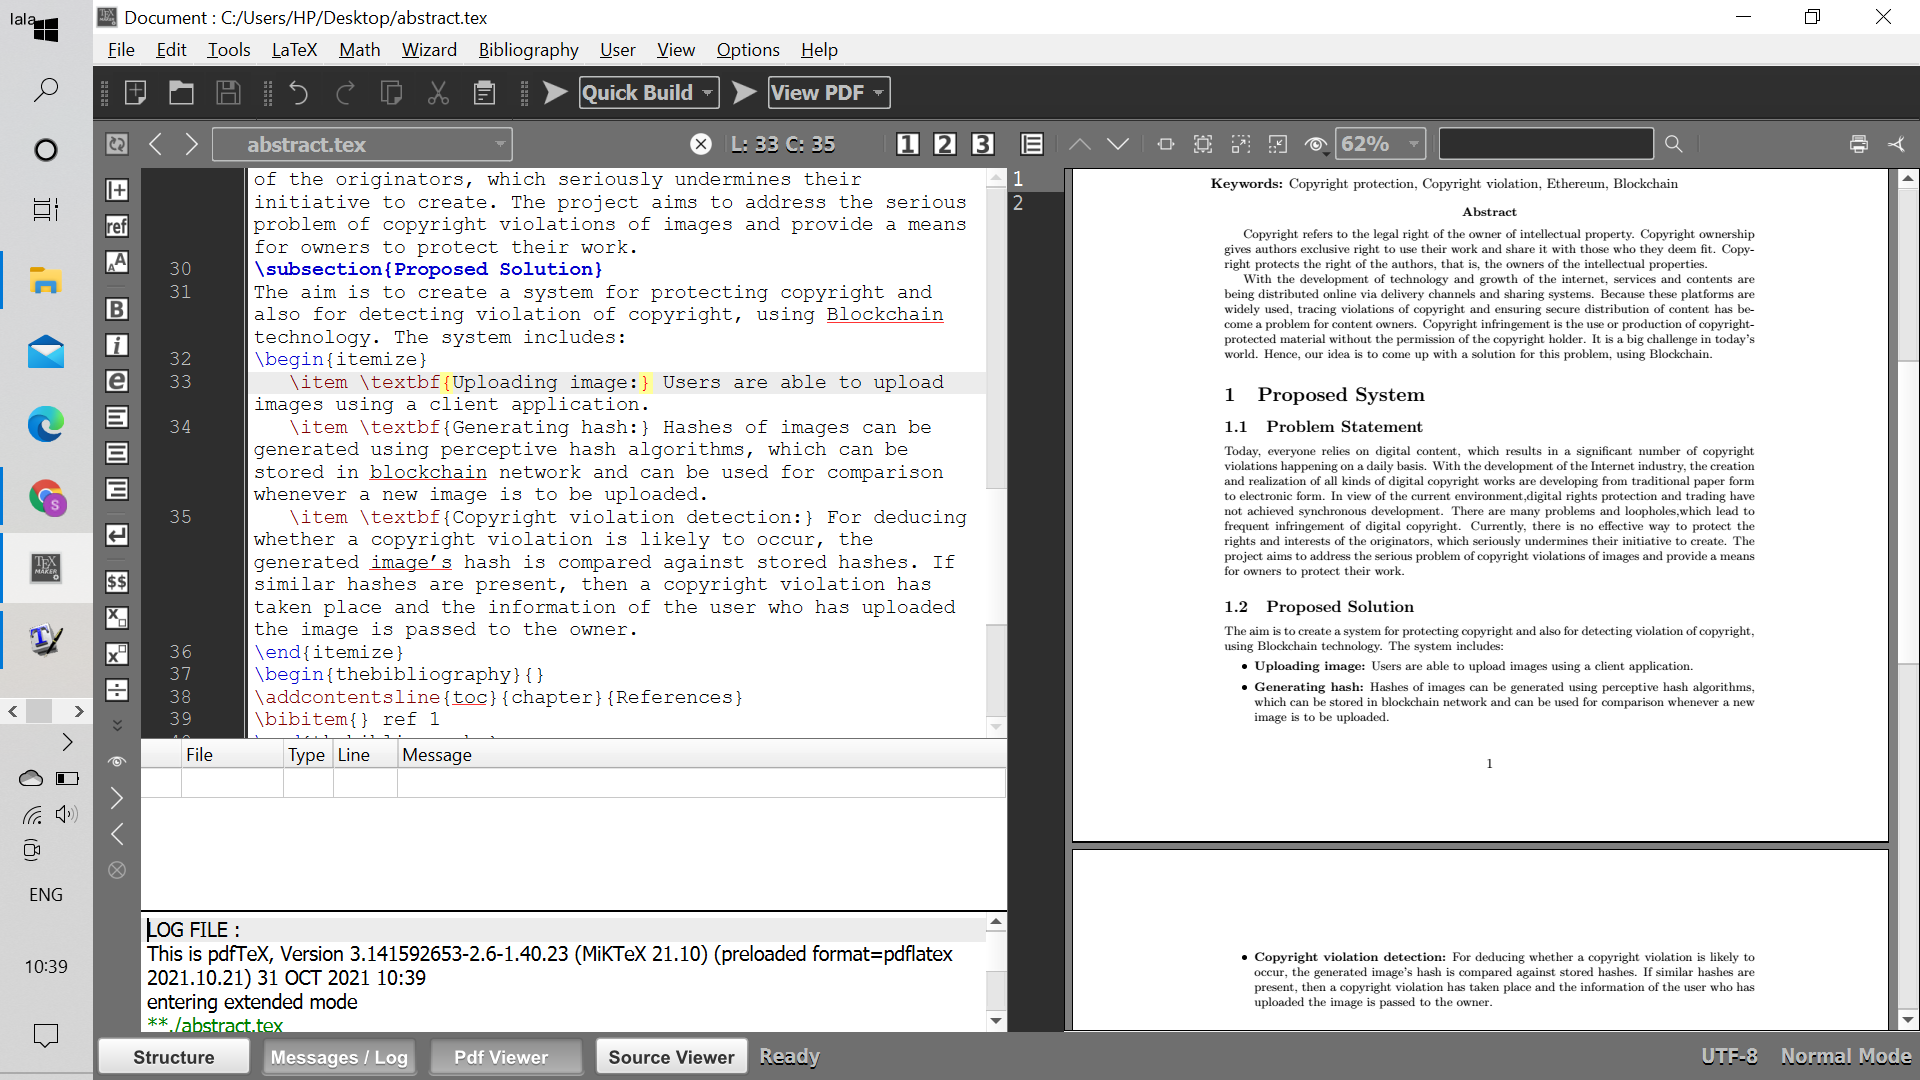 lala
Document : C:/Users/HP/Desktop/abstract.tex
File Edit Tools LaTeX Math Wizard Bibliography User View Options Help
Quick Build View PDF
abstract.tex L: 33 C: 35 1 2 3 62%
of the originators, which seriously undermines their
initiative to create. The project aims to address the serious
problem of copyright violations of images and provide a means
for owners to protect their work.
30 \subsection{Proposed Solution}
31 The aim is to create a system for protecting copyright and
also for detecting violation of copyright, using Blockchain
technology. The system includes:
32 \begin{itemize}
33 \item \textbf{Uploading image:} Users are able to upload
images using a client application.
34 \item \textbf{Generating hash:} Hashes of images can be
generated using perceptive hash algorithms, which can be
stored in blockchain network and can be used for comparison
whenever a new image is to be uploaded.
35 \item \textbf{Copyright violation detection:} For deducing
whether a copyright violation is likely to occur, the
generated image's hash is compared against stored hashes. If
similar hashes are present, then a copyright violation has
taken place and the information of the user who has uploaded
the image is passed to the owner.
36 \end{itemize}
37 \begin{thebibliography}{}
38 \addcontentsline{toc}{chapter}{References}
39 \bibitem{} ref 1
File Type Line Message
LOG FILE :
This is pdfTeX, Version 3.141592653-2.6-1.40.23 (MiKTeX 21.10) (preloaded format=pdflatex
2021.10.21) 31 OCT 2021 10:39
entering extended mode
**./abstract.tex
1
2
Keywords: Copyright protection, Copyright violation, Ethereum, Blockchain
Abstract
Copyright refers to the legal right of the owner of intellectual property. Copyright ownership
gives authors exclusive right to use their work and share it with those who they deem fit. Copy-
right protects the right of the authors, that is, the owners of the intellectual properties.
With the development of technology and growth of the internet, services and contents are
being distributed online via delivery channels and sharing systems. Because these platforms are
widely used, tracing violations of copyright and ensuring secure distribution of content has be-
come a problem for content owners. Copyright infringement is the use or production of copyright-
protected material without the permission of the copyright holder. It is a big challenge in today's
world. Hence, our idea is to come up with a solution for this problem, using Blockchain.
1 Proposed System
1.1 Problem Statement
Today, everyone relies on digital content, which results in a significant number of copyright
violations happening on a daily basis. With the development of the Internet industry, the creation
and realization of all kinds of digital copyright works are developing from traditional paper form
to electronic form. In view of the current environment,digital rights protection and trading have
not achieved synchronous development. There are many problems and loopholes,which lead to
frequent infringement of digital copyright. Currently, there is no effective way to protect the
rights and interests of the originators, which seriously undermines their initiative to create. The
project aims to address the serious problem of copyright violations of images and provide a means
for owners to protect their work.
1.2 Proposed Solution
The aim is to create a system for protecting copyright and also for detecting violation of copyright,
using Blockchain technology. The system includes:
• Uploading image: Users are able to upload images using a client application.
• Generating hash: Hashes of images can be generated using perceptive hash algorithms,
which can be stored in blockchain network and can be used for comparison whenever a new
image is to be uploaded.
1
• Copyright violation detection: For deducing whether a copyright violation is likely to
occur, the generated image's hash is compared against stored hashes. If similar hashes are
present, then a copyright violation has taken place and the information of the user who has
uploaded the image is passed to the owner.
ENG
10:39
Structure Messages / Log Pdf Viewer Source Viewer Ready UTF-8 Normal Mode